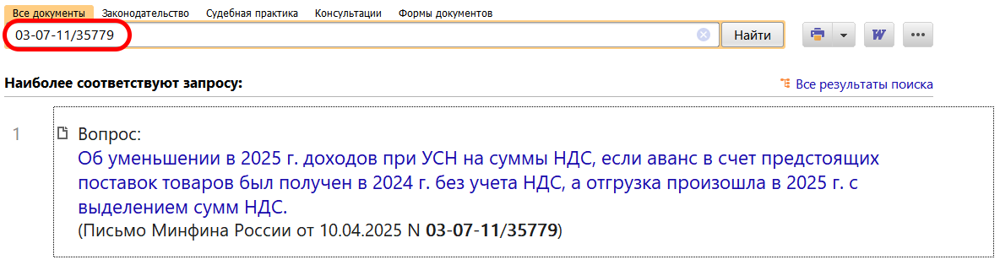 Все документы Законодательство Судебная практика Консультации Формы документов
03-07-11/35779 Найти W
Наиболее соответствуют запросу: Все результаты поиска
1 Вопрос:
Об уменьшении в 2025 г. доходов при УСН на суммы НДС, если аванс в счет предстоящих
поставок товаров был получен в 2024 г. без учета НДС, а отгрузка произошла в 2025 г. с
выделением сумм НДС.
(Письмо Минфина России от 10.04.2025 N 03-07-11/35779)